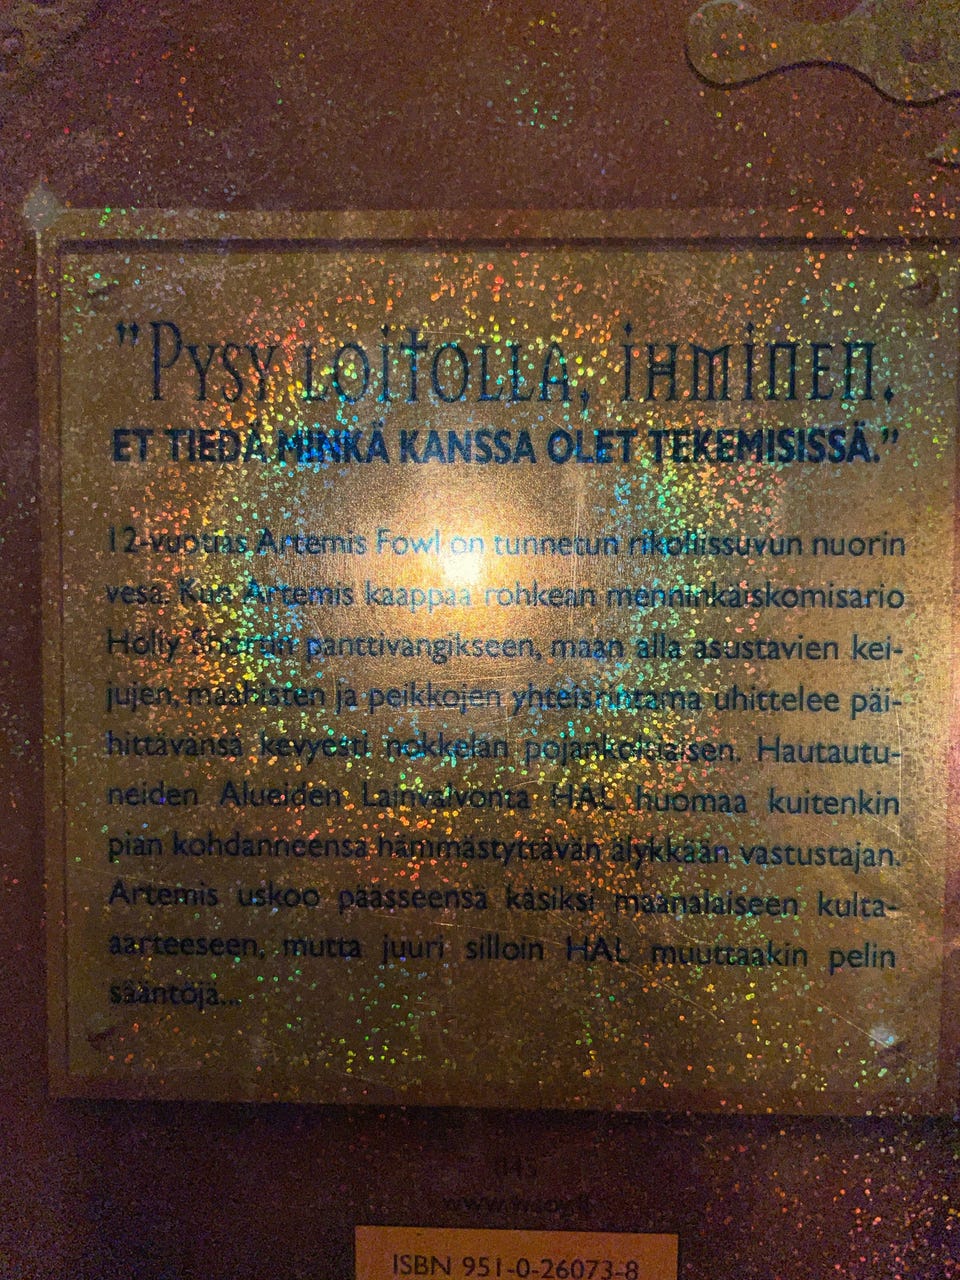 "Pysy loitolla, ihminen.
ET TIEDÄ MINKÄ KANSSA OLET TEKEMISISSÄ."
12-vuotias Artemis Fowl on tunnetun rikollissuvun nuorin
vesa. Kun Artemis kaappaa rohkean menninkäiskomisario
Holly Shortin panttivangikseen, maan alla asustavien kei-
jujen, maahisten ja peikkojen yhteisrintama uhittelee päi-
hittävänsä kevyesti nokkelan pojankoltiaisen. Hautautu-
neiden Alueiden Lainvalvonta HAL huomaa kuitenkin
pian kohdanneensa hämmästyttävän älykkään vastustajan.
Artemis uskoo päässeensä käsiksi maanalaiseen kulta-
aarteeseen, mutta juuri silloin HAL muuttaakin pelin
sääntöjä...
www.wsoy.fi
ISBN 951-0-26073-8